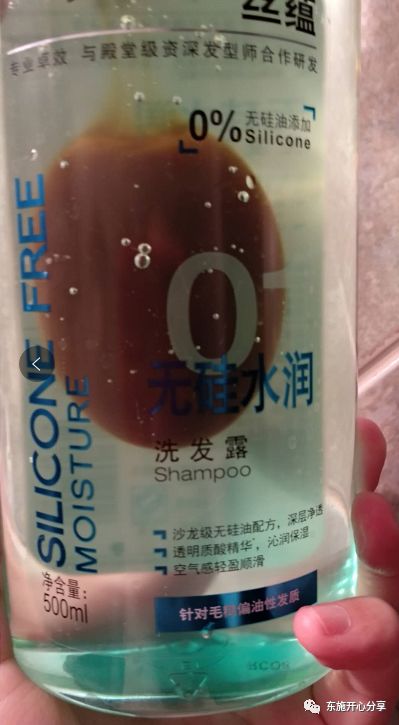 丝蕴
专业卓效 与殿堂级资深发型师合作研发
0%
无硅油添加
Silicone
01
SILICONE FREE
MOISTURE
无硅水润
洗发露
Shampoo
沙龙级无硅油配方，深层净透
透明质酸精华*，沁润保湿
空气感轻盈顺滑
净含量:
500ml
针对毛糙偏油性发质
东施开心分享